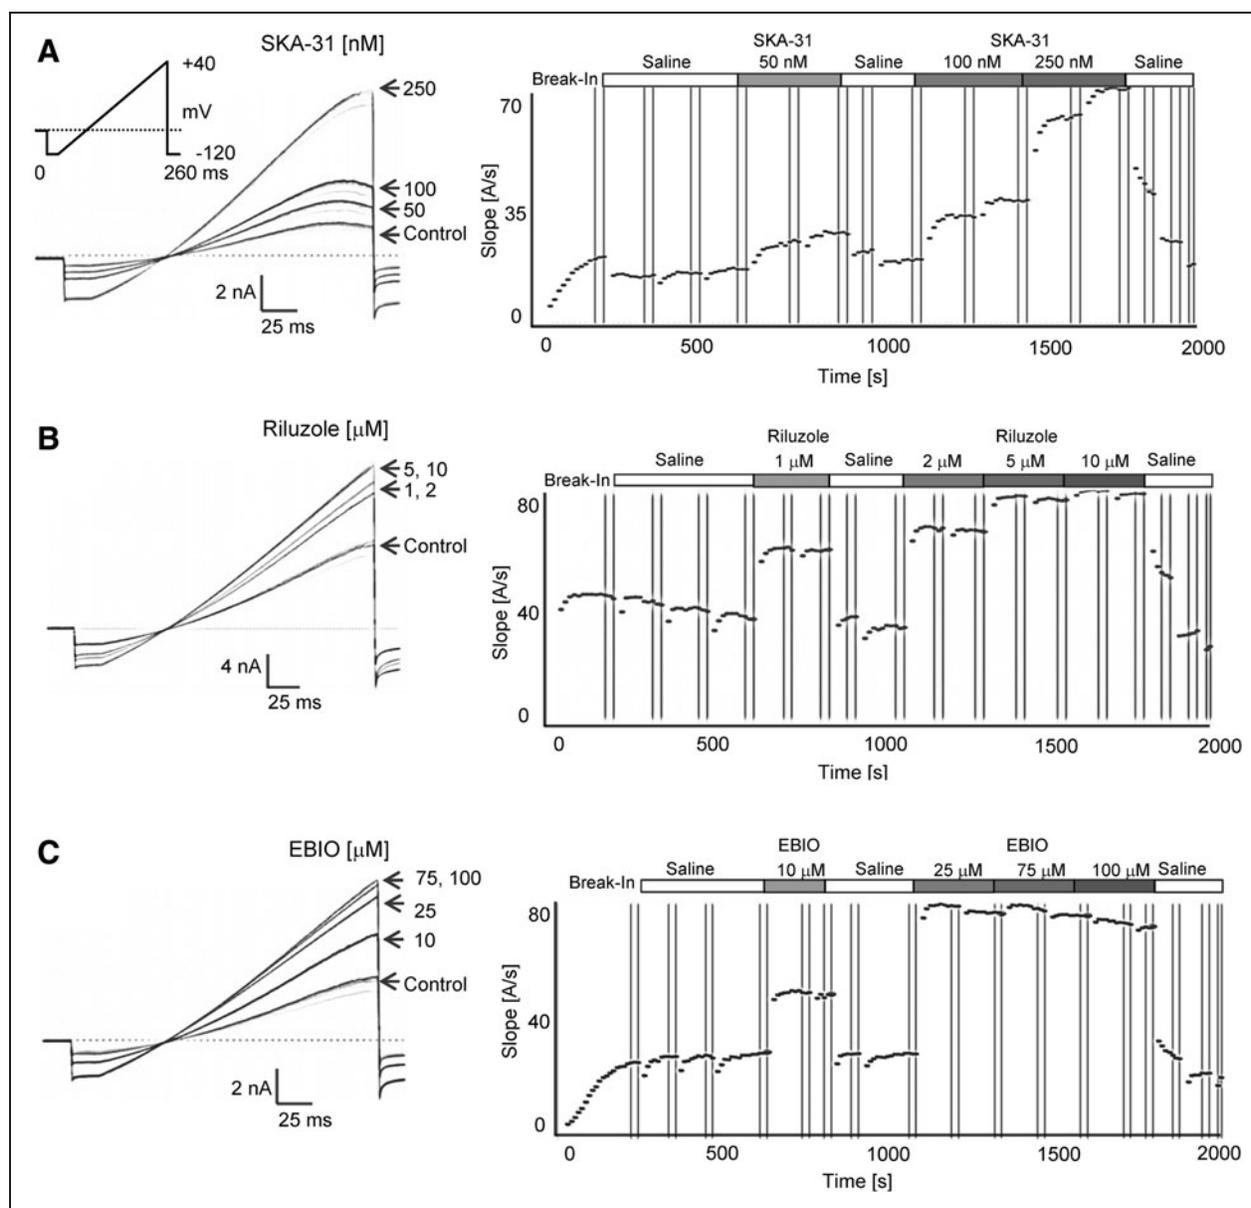 A
SKA-31 [nM]
+40
mV
-120
0
260 ms
250
100
50
Control
2 nA
25 ms
SKA-31
SKA-31
Saline
50 nM
Saline
100 nM
250 nM
Saline
Break-In
70
35
0
Slope [A/s]
0
500
1000
1500
2000
Time [s]
B
Riluzole [μM]
5, 10
1, 2
Control
4 nA
25 ms
Riluzole
Riluzole
Saline
1 μM
Saline
2 μM
5 μM
10 μM
Saline
Break-In
80
40
0
Slope [A/s]
0
500
1000
1500
2000
Time [s]
C
EBIO [μM]
75, 100
25
10
Control
2 nA
25 ms
EBIO
EBIO
Saline
10 μM
Saline
25 μM
75 μM
100 μM
Saline
Break-In
80
40
0
Slope [A/s]
0
500
1000
1500
2000
Time [s]